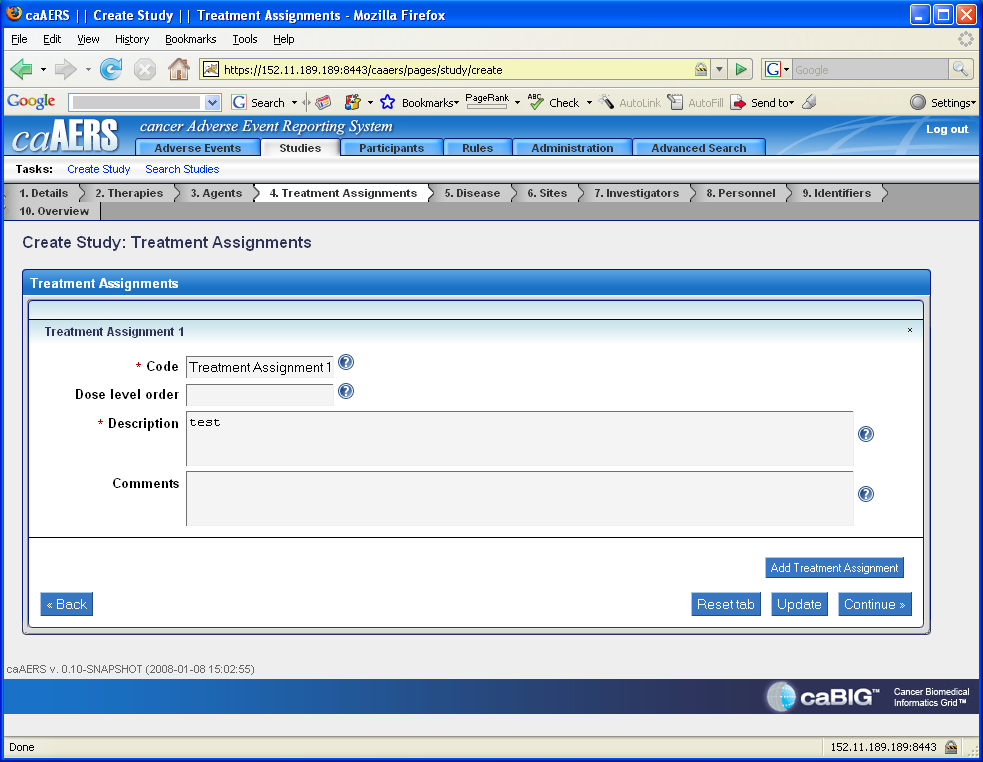 caAERS || Create Study || Treatment Assignments - Mozilla Firefox
File Edit View History Bookmarks Tools Help
https://152.11.189.189:8443/caaers/pages/study/create
G Google
Google G Search Bookmarks PageRank ABC Check AutoLink AutoFill Send to Settings
caAERS cancer Adverse Event Reporting System Log out
Adverse Events Studies Participants Rules Administration Advanced Search
Tasks: Create Study Search Studies
1. Details 2. Therapies 3. Agents 4. Treatment Assignments 5. Disease 6. Sites 7. Investigators 8. Personnel 9. Identifiers
10. Overview
Create Study: Treatment Assignments
Treatment Assignments
Treatment Assignment 1 ×
* Code Treatment Assignment 1 ?
Dose level order ?
* Description test ?
Comments ?
Add Treatment Assignment
« Back Reset tab Update Continue »
caAERS v. 0.10-SNAPSHOT (2008-01-08 15:02:55)
caBIG™ Cancer Biomedical
Informatics Grid™
Done 152.11.189.189:8443